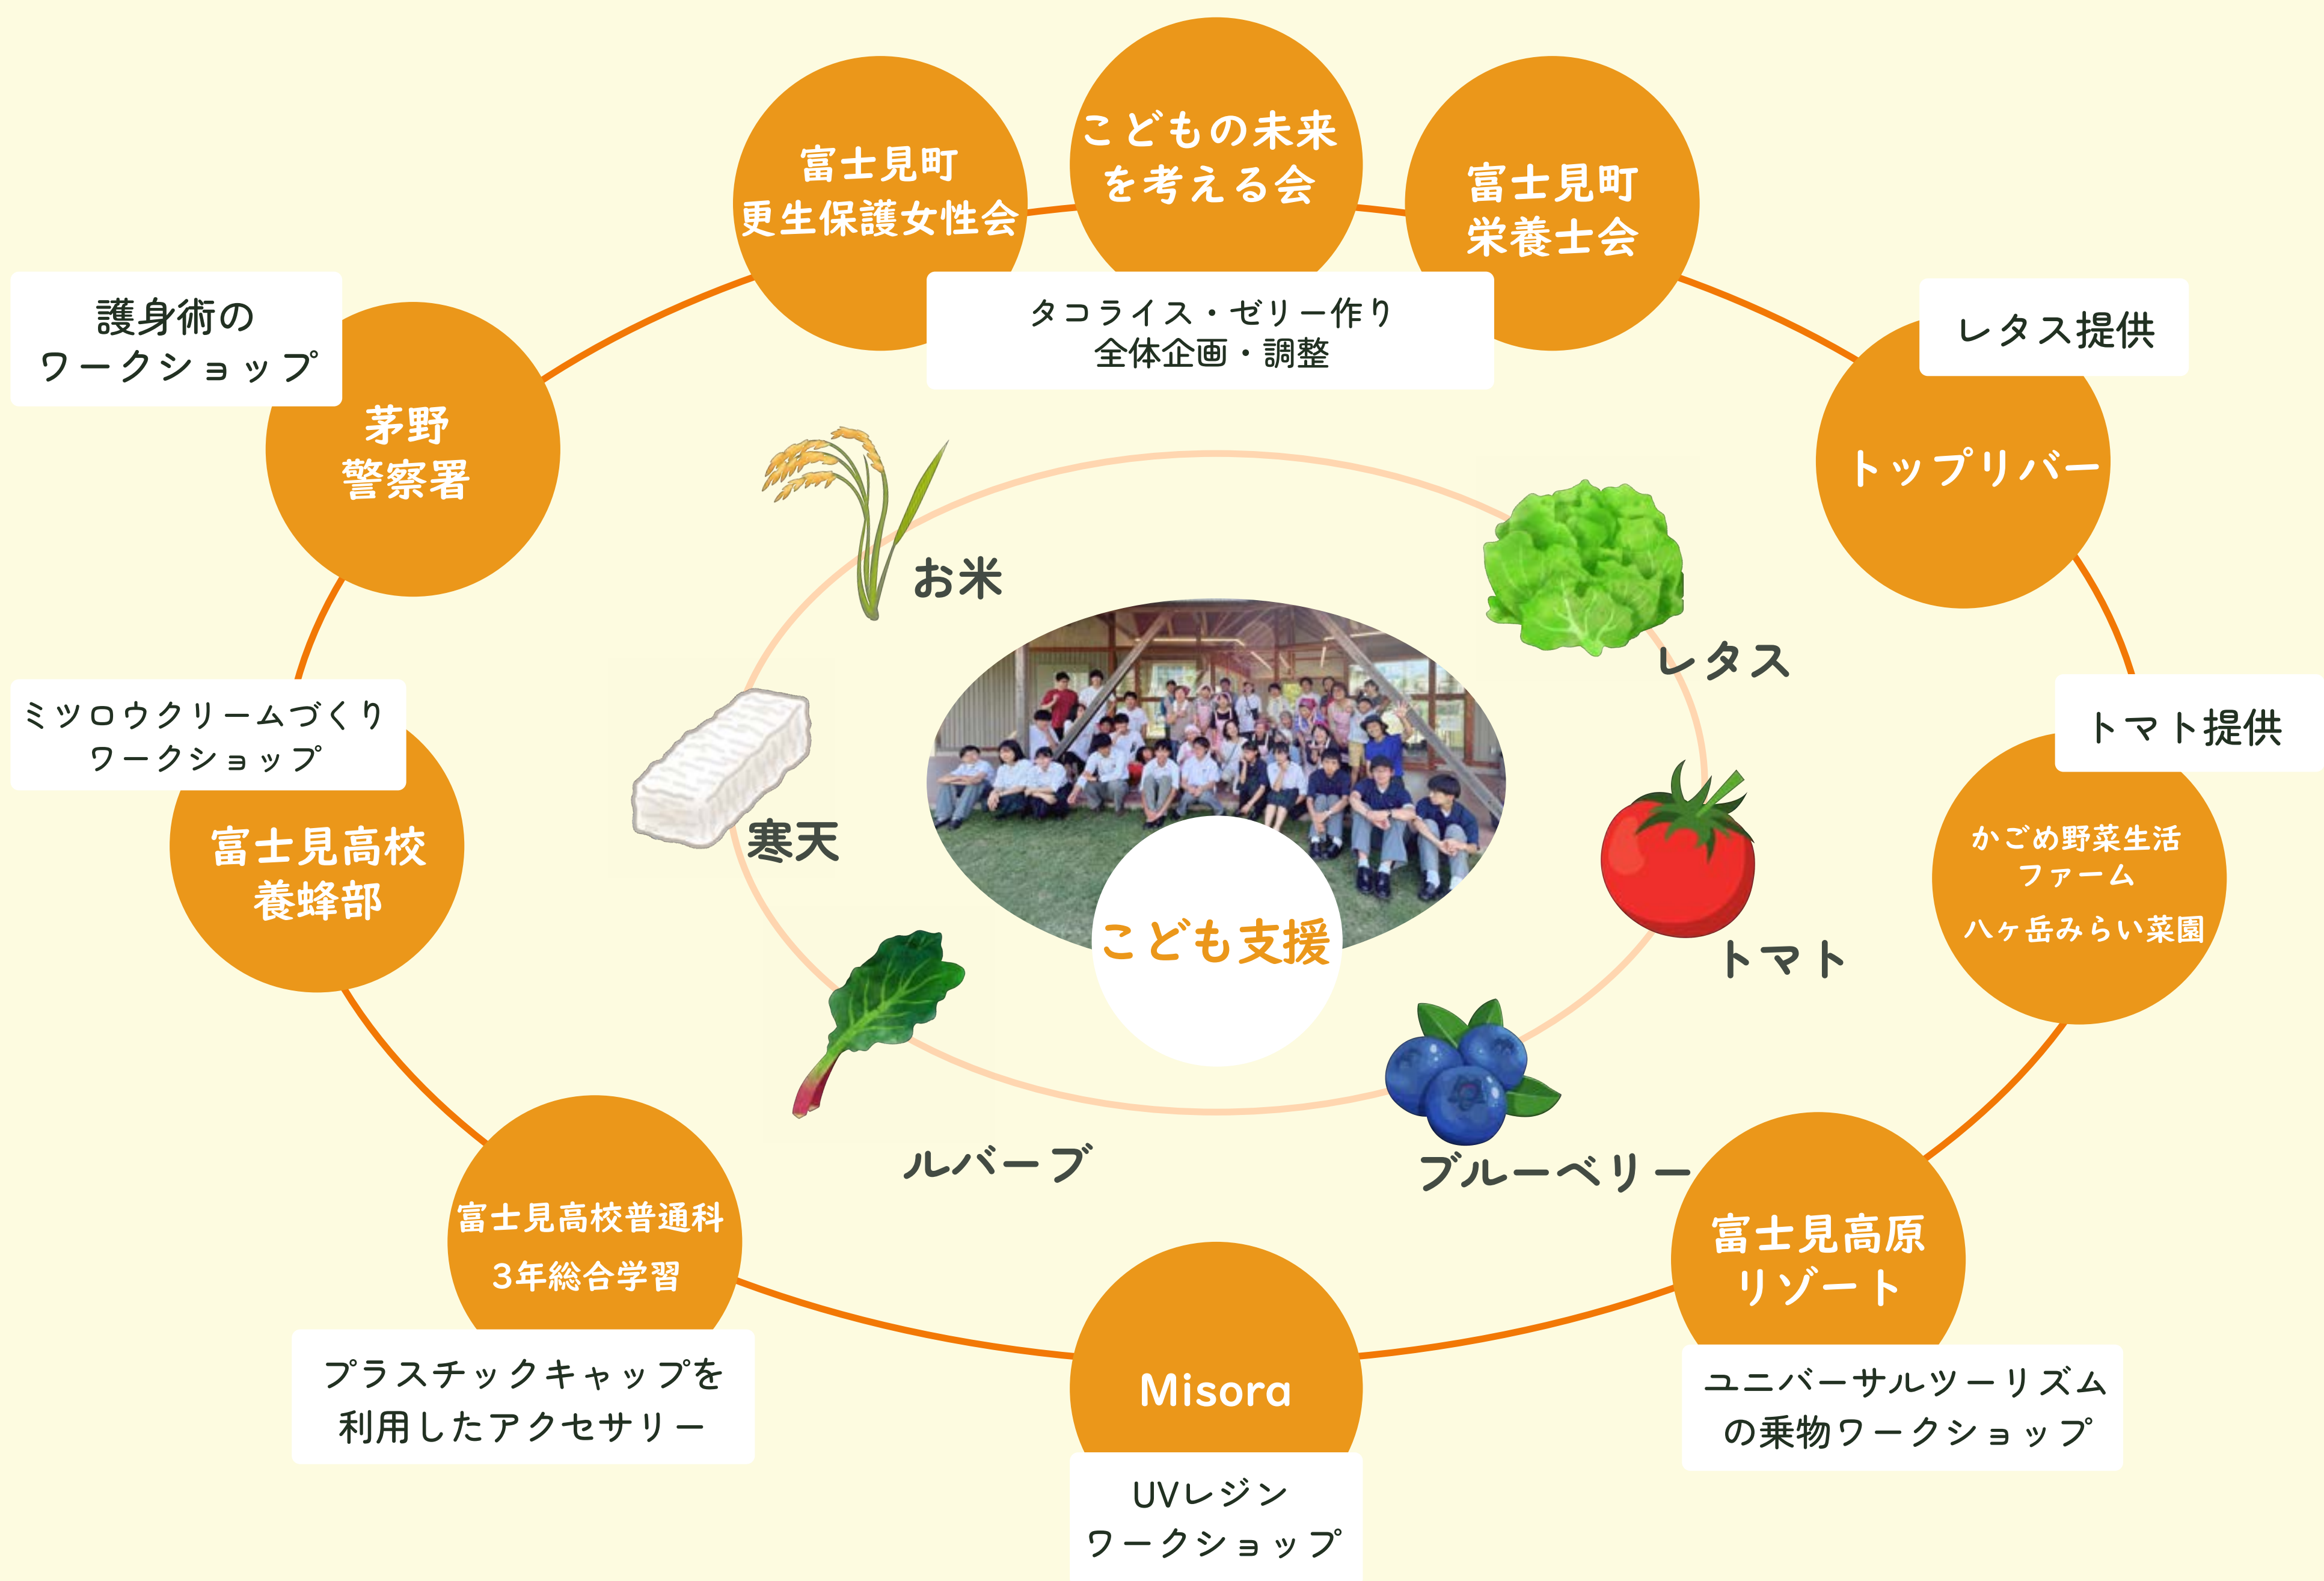 こどもの未来
を考える会
富士見町
更生保護女性会
富士見町
栄養士会
タコライス・ゼリー作り
全体企画・調整
護身術の
ワークショップ
茅野
警察署
レタス提供
トップリバー
お米
レタス
ミツロウクリームづくり
ワークショップ
富士見高校
養蜂部
寒天
トマト提供
かごめ野菜生活
ファーム
八ヶ岳みらい菜園
トマト
こども支援
ルバーブ
ブルーベリー
富士見高校普通科
3年総合学習
プラスチックキャップを
利用したアクセサリー
Misora
UVレジン
ワークショップ
富士見高原
リゾート
ユニバーサルツーリズム
の乗物ワークショップ